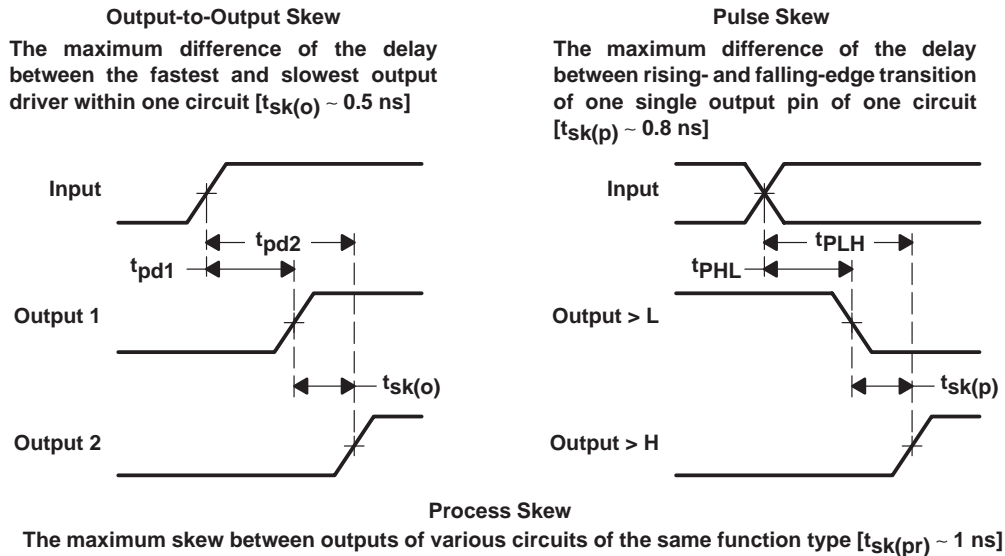 Output-to-Output Skew
The maximum difference of the delay
between the fastest and slowest output
driver within one circuit [tsk(o) ~ 0.5 ns]
Input
tpd2
tpd1
Output 1
tsk(o)
Output 2
Pulse Skew
The maximum difference of the delay
between rising- and falling-edge transition
of one single output pin of one circuit
[tsk(p) ~ 0.8 ns]
Input
tPLH
tPHL
Output > L
tsk(p)
Output > H
Process Skew
The maximum skew between outputs of various circuits of the same function type [tsk(pr) ~ 1 ns]